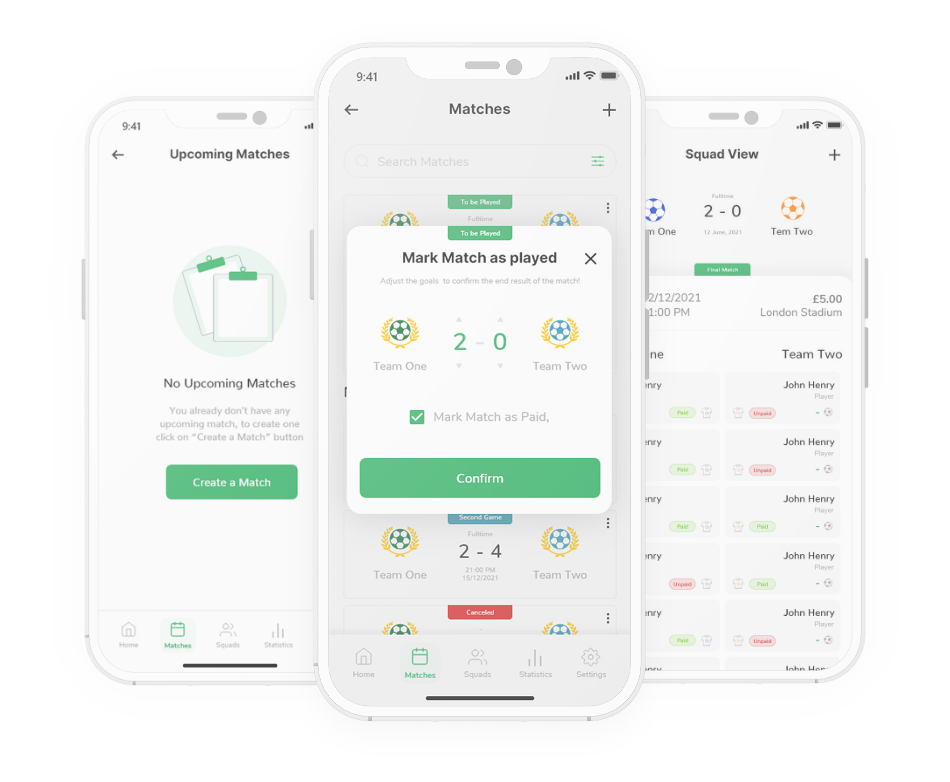 9:41
Upcoming Matches
No Upcoming Matches
You already don't have any
upcoming match, to create one
click on "Create a Match" button
Create a Match
Home
Matches
Squads
Statistics
9:41
Matches
Search Matches
To be Played
Fulltime
To be Played
Mark Match as played
Adjust the goals to confirm the end result of the match!
2 - 0
Team One
Team Two
Mark Match as Paid,
Confirm
Second Game
Fulltime
2 - 4
21:00 PM
15/12/2021
Team One
Team Two
Canceled
Home
Matches
Squads
Statistics
Settings
Squad View
Fulltime
2 - 0
12 June, 2021
m One
Tem Two
Final Match
2/12/2021
1:00 PM
£5.00
London Stadium
ne
Team Two
enry
Paid
John Henry
Player
Unpaid
-
enry
Paid
John Henry
Player
Unpaid
-
enry
Paid
John Henry
Player
Paid
-
enry
Unpaid
John Henry
Player
Paid
-
enry
Paid
John Henry
Player
Unpaid
-
John Henry